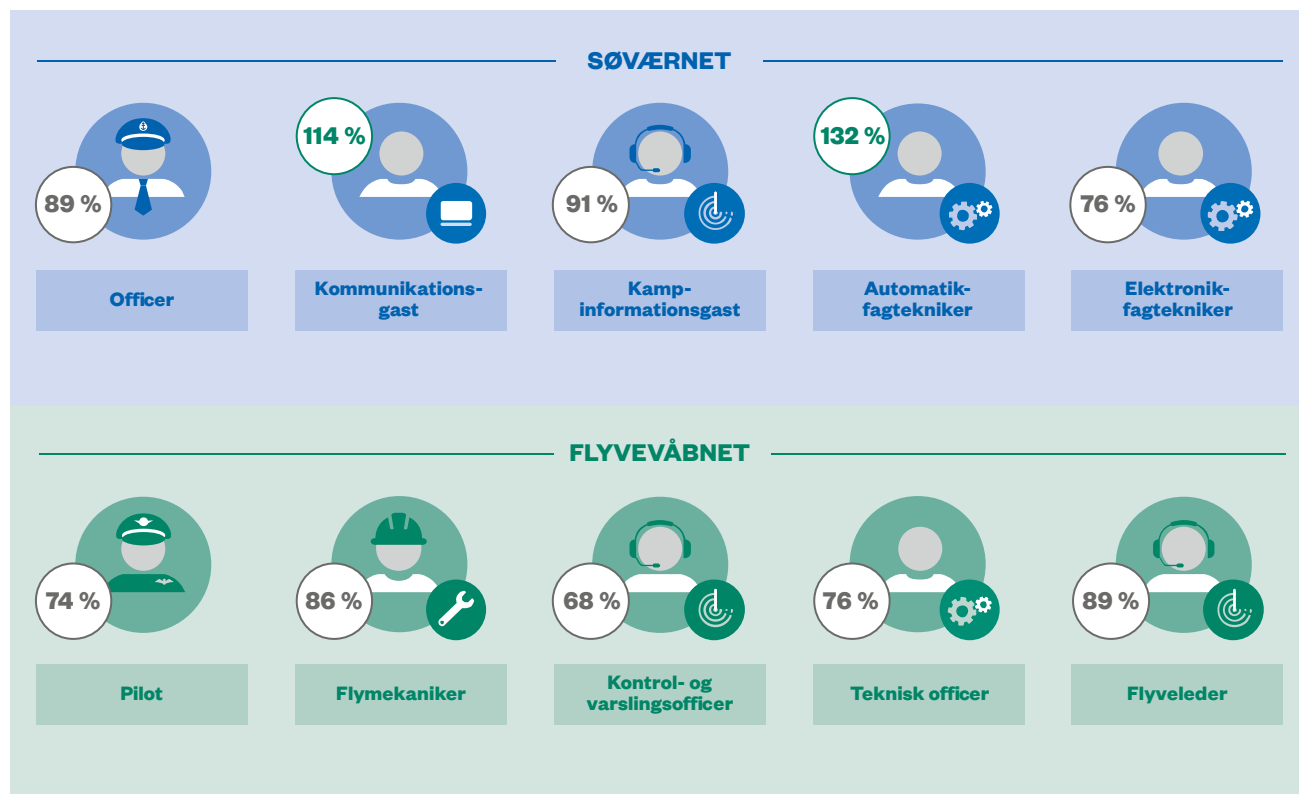 SØVÆRNET
89 %
114 %
91 %
132 %
76 %
Officer
Kommunikations-
gast
Kamp-
informationsgast
Automatik-
fagtekniker
Elektronik-
fagtekniker
FLYVEVÅBNET
74 %
86 %
68 %
76 %
89 %
Pilot
Flymekaniker
Kontrol- og
varslingsofficer
Teknisk officer
Flyveleder